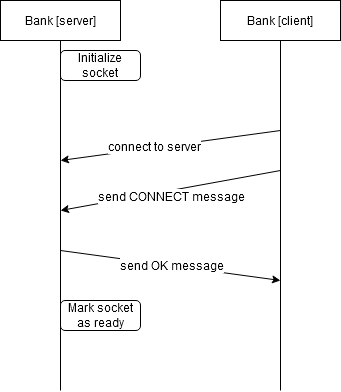 Bank [server]
Bank [client]
Initialize
socket
connect to server
send CONNECT message
send OK message
Mark socket
as ready